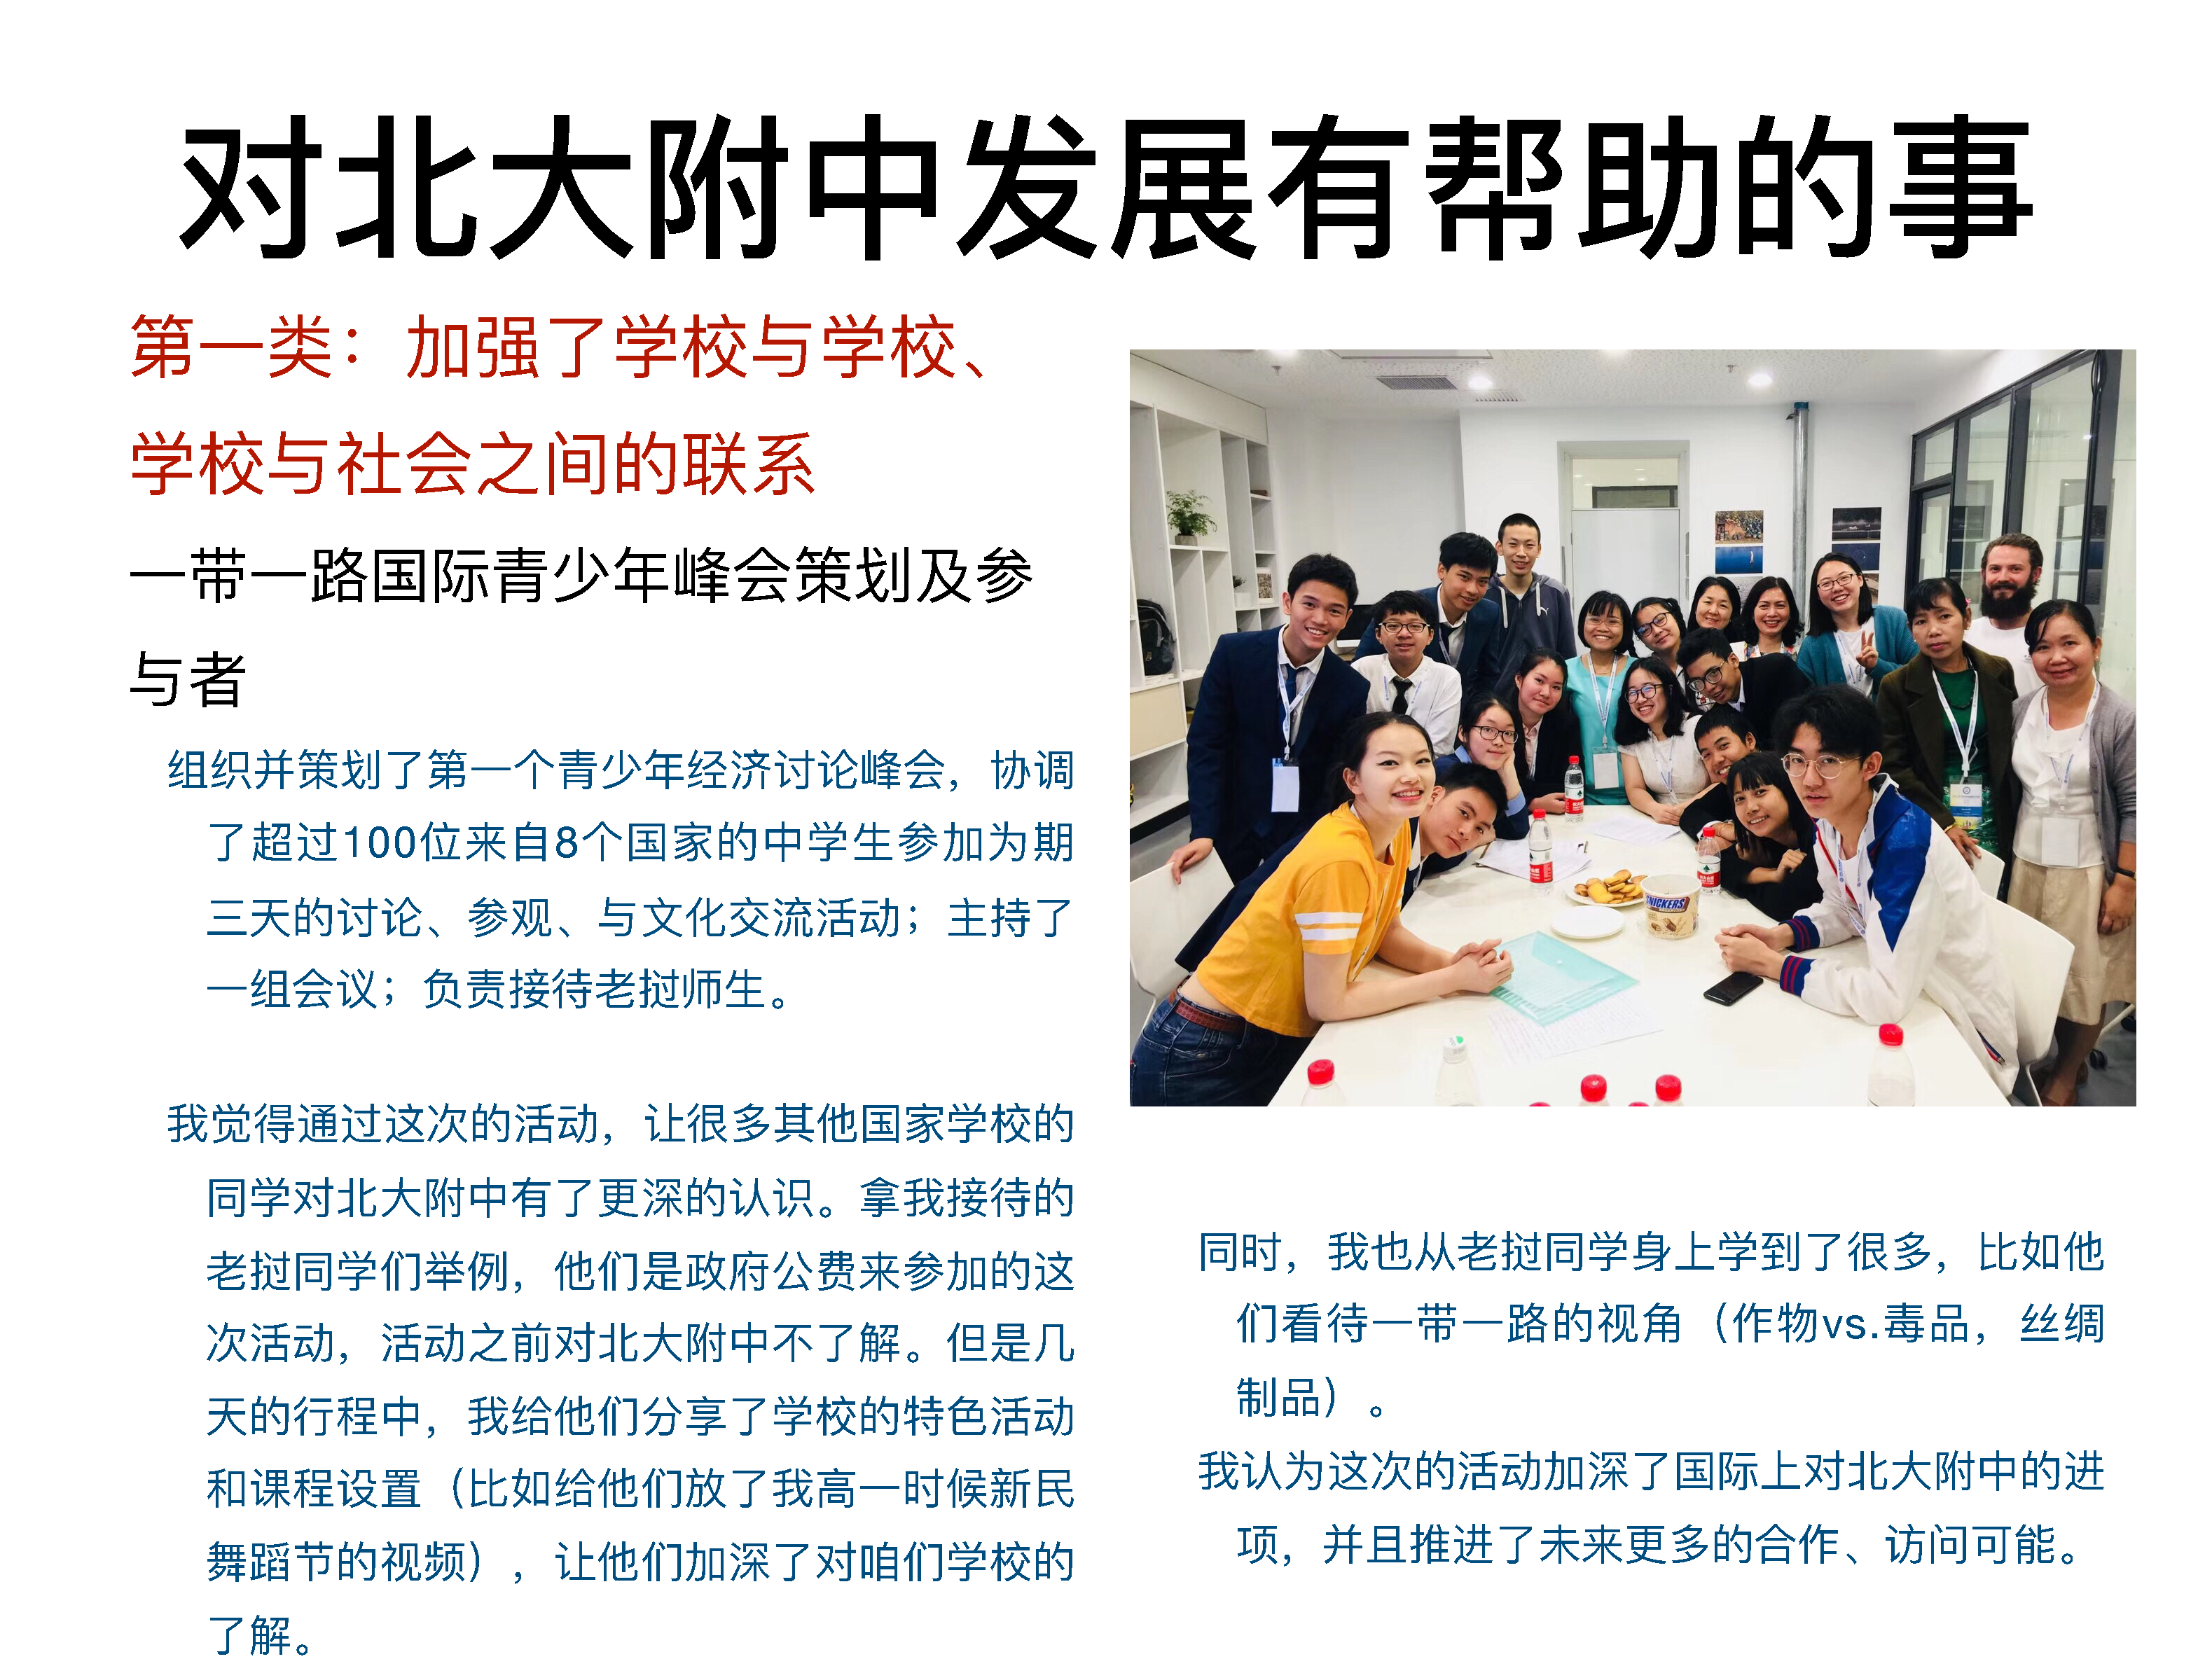 对北大附中发展有帮助的事
第一类：加强了学校与学校、
学校与社会之间的联系
一带一路国际青少年峰会策划及参
与者
组织并策划了第一个青少年经济讨论峰会，协调
了超过100位来自8个国家的中学生参加为期
三天的讨论、参观、与文化交流活动；主持了
一组会议；负责接待老挝师生。
我觉得通过这次的活动，让很多其他国家学校的
同学对北大附中有了更深的认识。拿我接待的
老挝同学们举例，他们是政府公费来参加的这
次活动，活动之前对北大附中不了解。但是几
天的行程中，我给他们分享了学校的特色活动
和课程设置（比如给他们放了我高一时候新民
舞蹈节的视频），让他们加深了对咱们学校的
了解。
SNICKERS
同时，我也从老挝同学身上学到了很多，比如他
们看待一带一路的视角（作物vs.毒品，丝绸
制品）。
我认为这次的活动加深了国际上对北大附中的进
项，并且推进了未来更多的合作、访问可能。